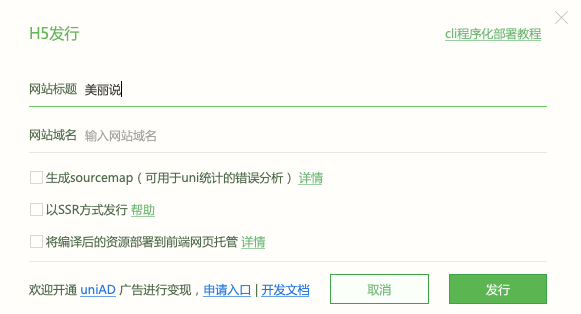 H5发行 cli程序化部署教程
网站标题 美丽说
网站域名 输入网站域名
生成sourcemap（可用于uni统计的错误分析） 详情
以SSR方式发行 帮助
将编译后的资源部署到前端网页托管 详情
欢迎开通 uniAD 广告进行变现，申请入口 | 开发文档 取消 发行